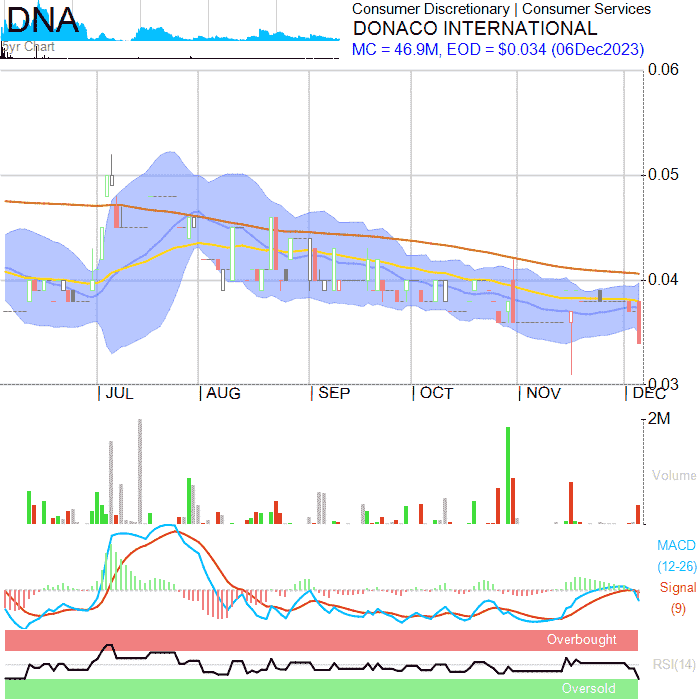 DNA
5yr Chart
Consumer Discretionary | Consumer Services
DONACO INTERNATIONAL
MC = 46.9M, EOD = $0.034 (06Dec2023)
0.06
0.05
0.04
0.03
JUL AUG SEP OCT NOV DEC
2M
Volume
MACD
(12-26)
Signal
(9)
Overbought
RSI(14)
Oversold